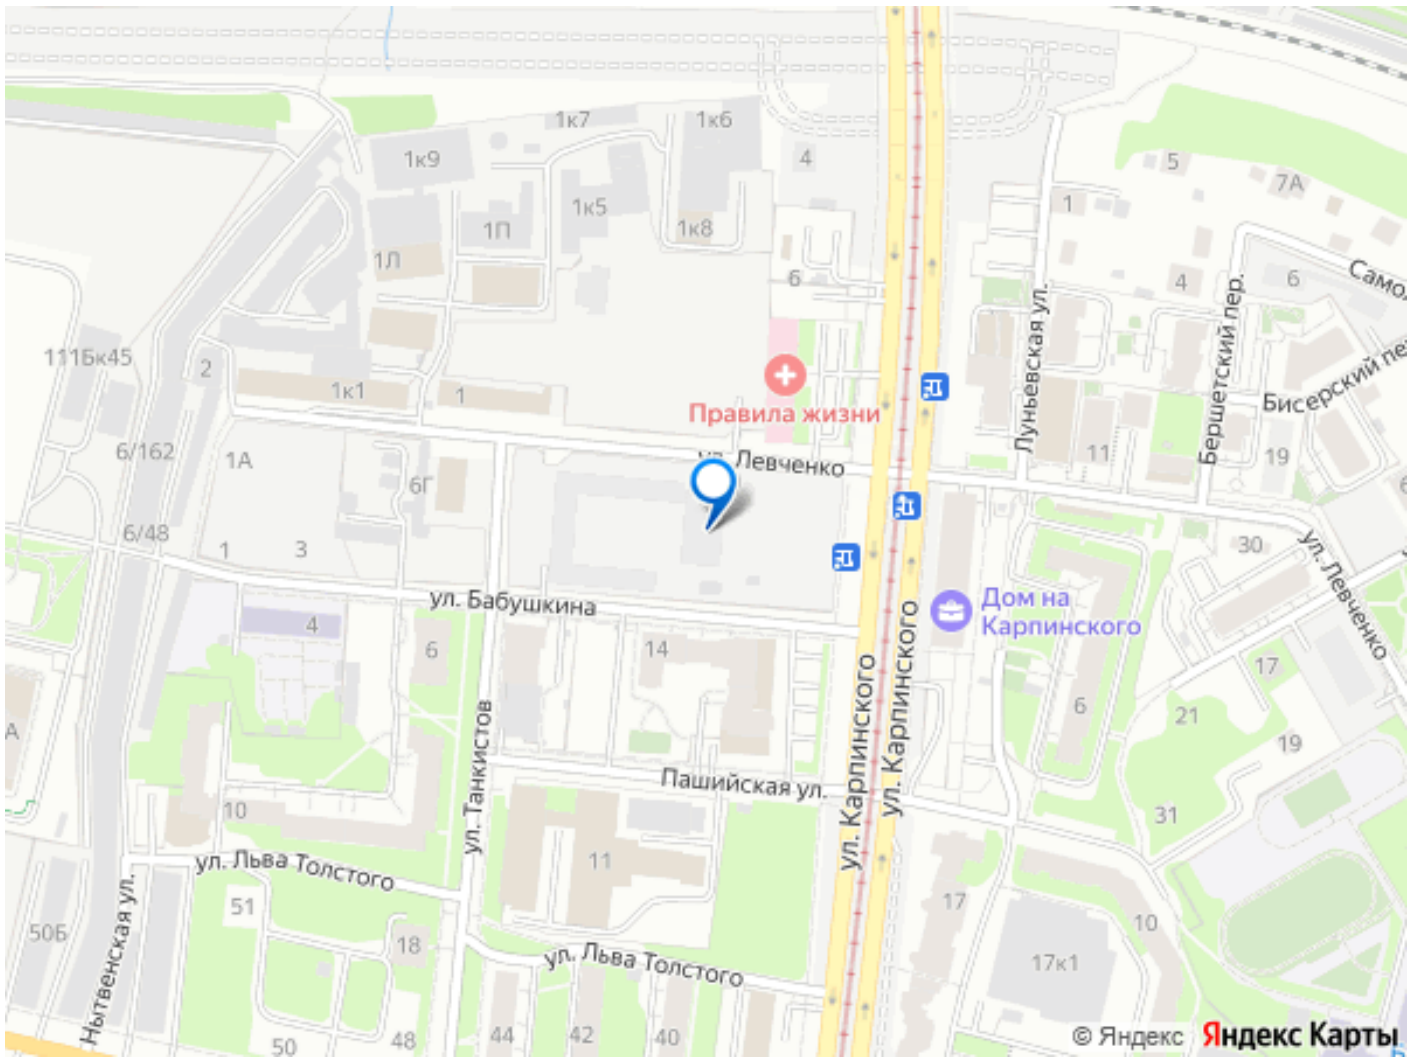 1к7
1к6
1к9
4
5
7А
1
1к5
1П
1к8
1Л
6
4
6
Само
Бершетский пер.
Луньевская ул.
111Бк45
2
1к1
1
Правила жизни
Бисерский пе
ул. Левченко
11
19
6/162
1А
6Г
6/48
1
3
30
ул. Левченко
ул. Бабушкина
4
6
14
Дом на
Карпинского
17
6
21
19
А
ул. Танкистов
Пашийская ул.
ул. Карпинского
ул. Карпинского
31
10
ул. Льва Толстого
11
51
50Б
Нытвенская ул.
18
17
10
17к1
ул. Льва Толстого
50
48
44
42
40
© Яндекс
Яндекс Карты